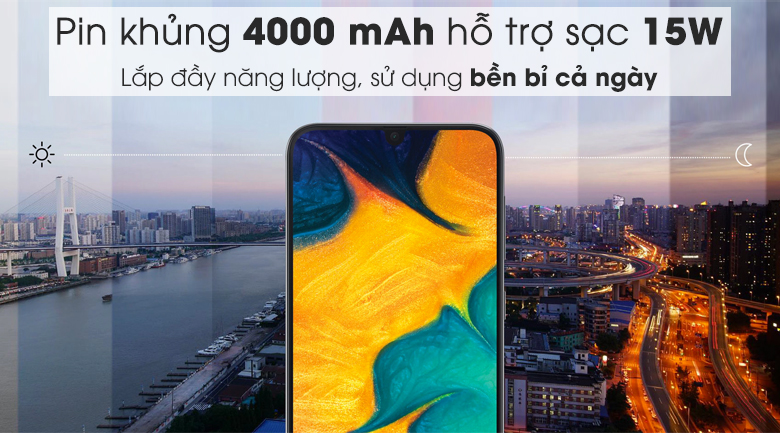 Pin khủng 4000 mAh hỗ trợ sạc 15W
Lắp đầy năng lượng, sử dụng bền bỉ cả ngày